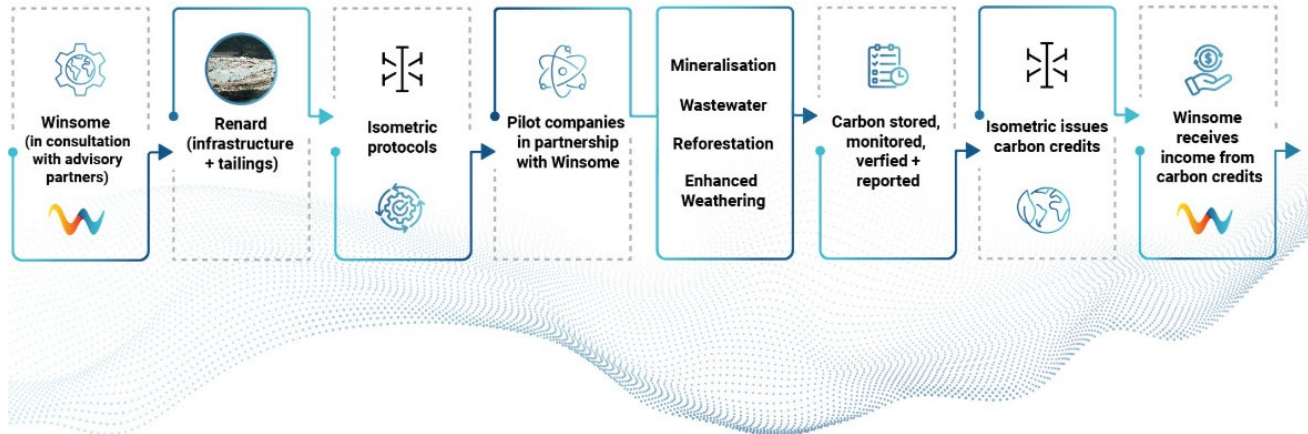 Winsome
(in consultation
with advisory
partners)
Renard
(infrastructure
+ tailings)
Isometric
protocols
Pilot companies
in partnership
with Winsome
Mineralisation
Wastewater
Reforestation
Enhanced
Weathering
Carbon stored,
monitored,
verfied +
reported
Isometric issues
carbon credits
Winsome
receives
income from
carbon credits